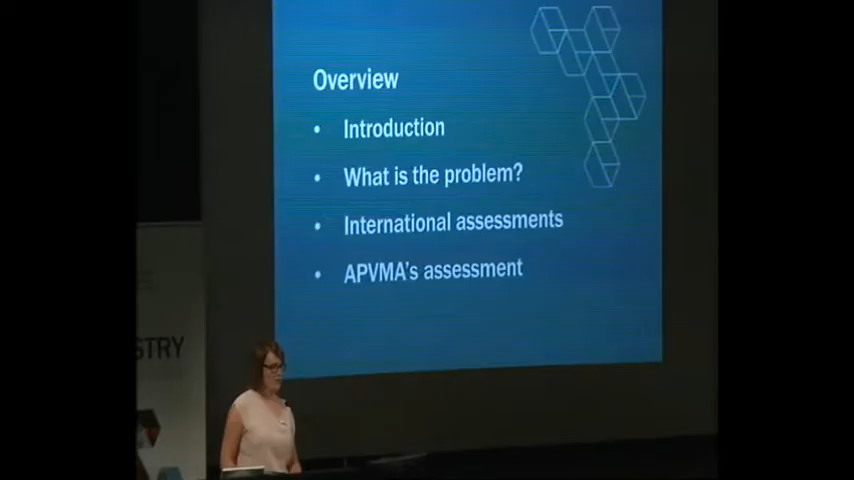 Overview
• Introduction
• What is the problem?
• International assessments
• APVMA's assessment
STRY